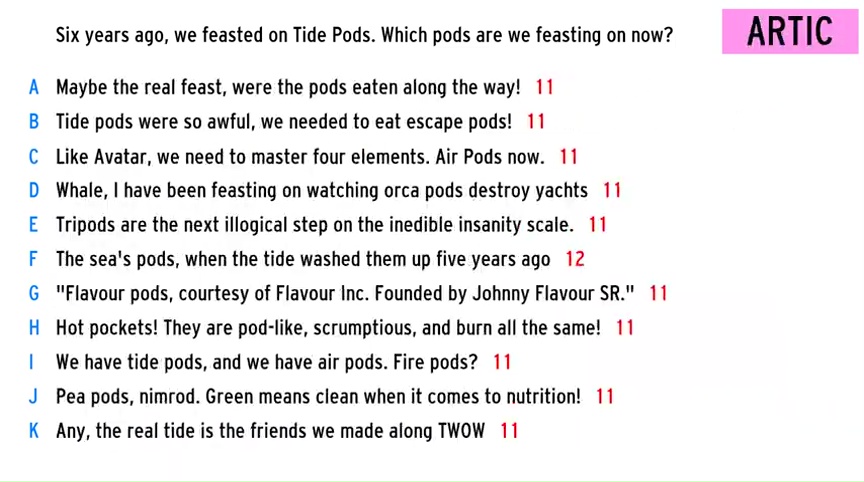 Six years ago, we feasted on Tide Pods. Which pods are we feasting on now?
ARTIC
A Maybe the real feast, were the pods eaten along the way! 11
B Tide pods were so awful, we needed to eat escape pods! 11
C Like Avatar, we need to master four elements. Air Pods now. 11
D Whale, I have been feasting on watching orca pods destroy yachts 11
E Tripods are the next illogical step on the inedible insanity scale. 11
F The sea's pods, when the tide washed them up five years ago 12
G "Flavour pods, courtesy of Flavour Inc. Founded by Johnny Flavour SR." 11
H Hot pockets! They are pod-like, scrumptious, and burn all the same! 11
I We have tide pods, and we have air pods. Fire pods? 11
J Pea pods, nimrod. Green means clean when it comes to nutrition! 11
K Any, the real tide is the friends we made along TWOW 11